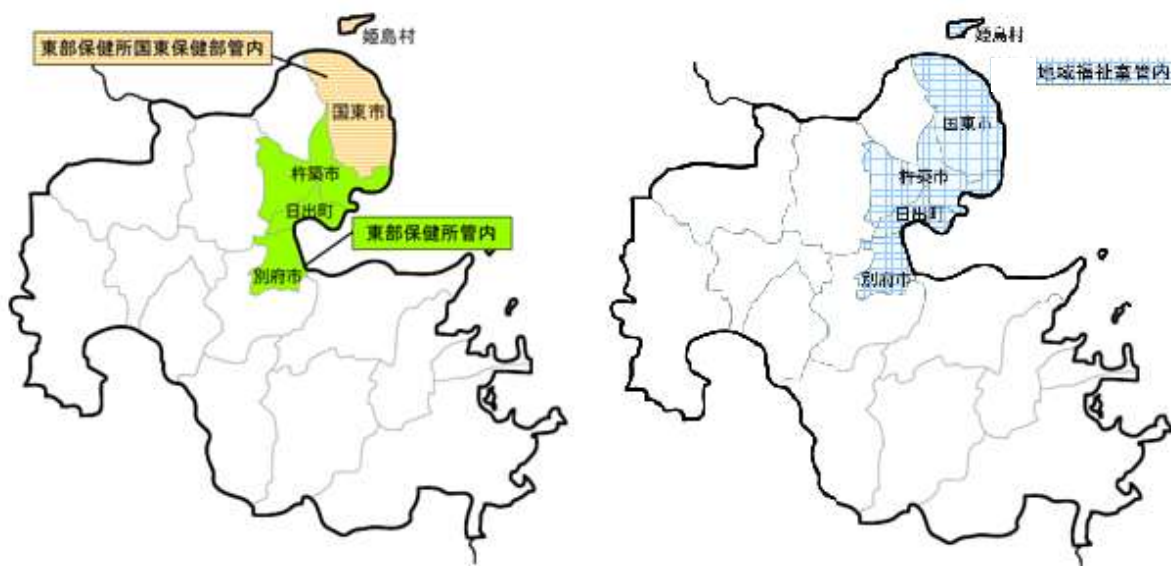 姫島村
東部保健所国東保健部管内
国東市
杵築市
日出町
東部保健所管内
別府市
姫島村
地域福祉室管内
国東市
杵築市
日出町
別府市